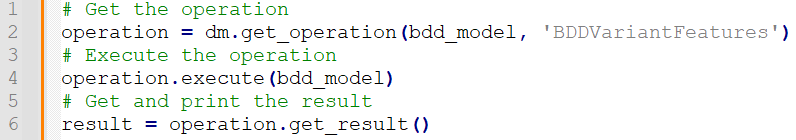 1 # Get the operation
2 operation = dm.get_operation(bdd_model, 'BDDVariantFeatures')
3 # Execute the operation
4 operation.execute(bdd_model)
5 # Get and print the result
6 result = operation.get_result()